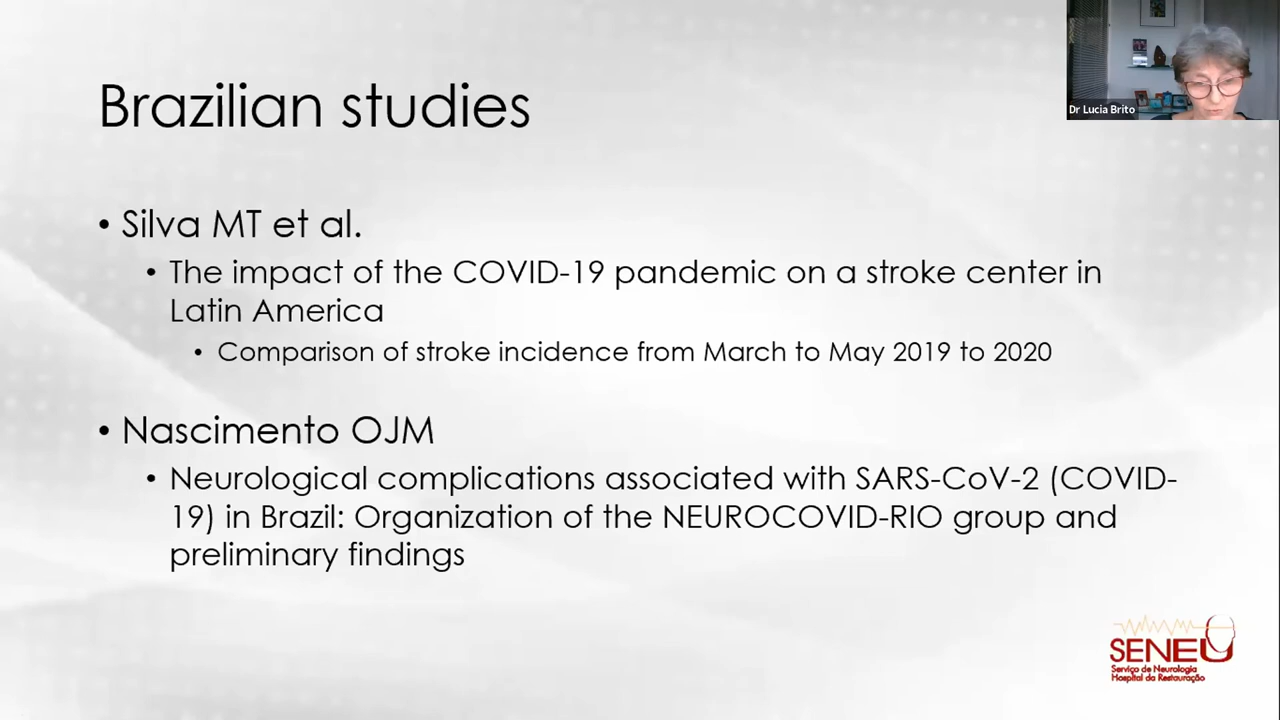 Brazilian studies
Dr Lucia Brito
• Silva MT et al.
• The impact of the COVID-19 pandemic on a stroke center in
Latin America
• Comparison of stroke incidence from March to May 2019 to 2020
• Nascimento OJM
• Neurological complications associated with SARS-CoV-2 (COVID-
19) in Brazil: Organization of the NEUROCOVID-RIO group and
preliminary findings
SENEU
Serviço de Neurologia
Hospital da Restauração